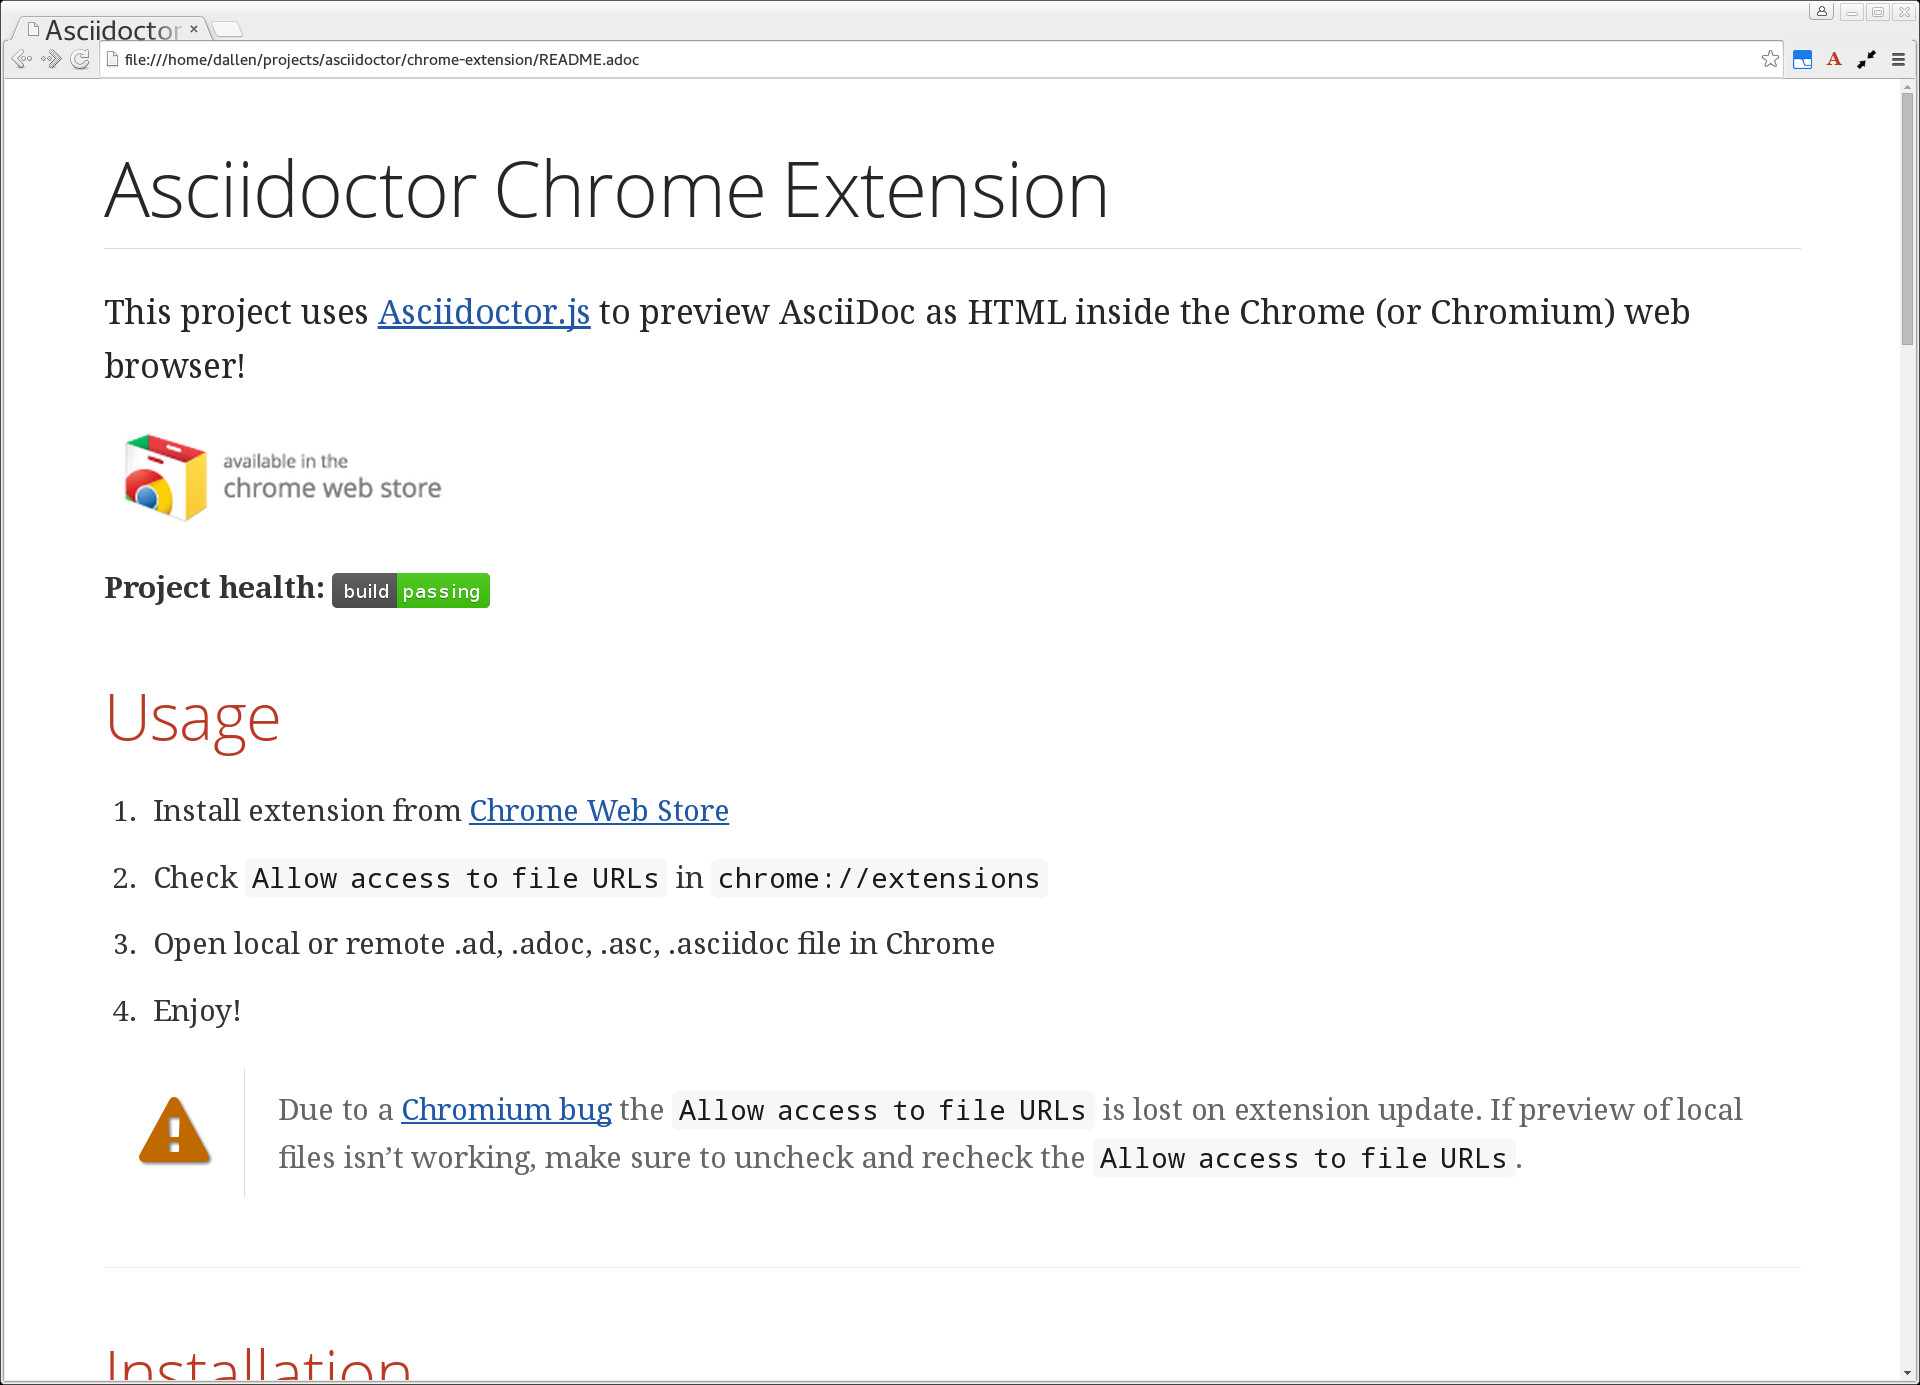 Asciidoctor
file:///home/dallen/projects/asciidoctor/chrome-extension/README.adoc
A
Asciidoctor Chrome Extension
This project uses Asciidoctor.js to preview AsciiDoc as HTML inside the Chrome (or Chromium) web
browser!
available in the
chrome web store
Project health: build passing
Usage
1. Install extension from Chrome Web Store
2. Check Allow access to file URLs in chrome://extensions
3. Open local or remote .ad, .adoc, .asc, .asciidoc file in Chrome
4. Enjoy!
Due to a Chromium bug the Allow access to file URLs is lost on extension update. If preview of local
files isn’t working, make sure to uncheck and recheck the Allow access to file URLs.
Installation